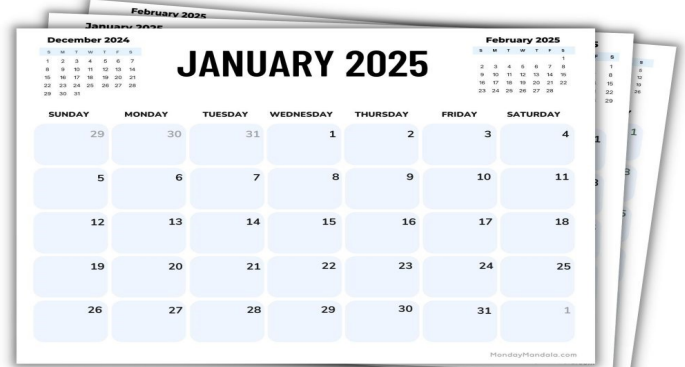 February 2025
January 2025
December 2024
S M T W T F S
1 2 3 4 5 6 7
8 9 10 11 12 13 14
15 16 17 18 19 20 21
22 23 24 25 26 27 28
29 30 31
JANUARY 2025
February 2025
S M T W T F S
1
2 3 4 5 6 7 8
9 10 11 12 13 14 15
16 17 18 19 20 21 22
23 24 25 26 27 28
SUNDAY MONDAY TUESDAY WEDNESDAY THURSDAY FRIDAY SATURDAY
29 30 31 1 2 3 4
5 6 7 8 9 10 11
12 13 14 15 16 17 18
19 20 21 22 23 24 25
26 27 28 29 30 31 1
MondayMandala.com